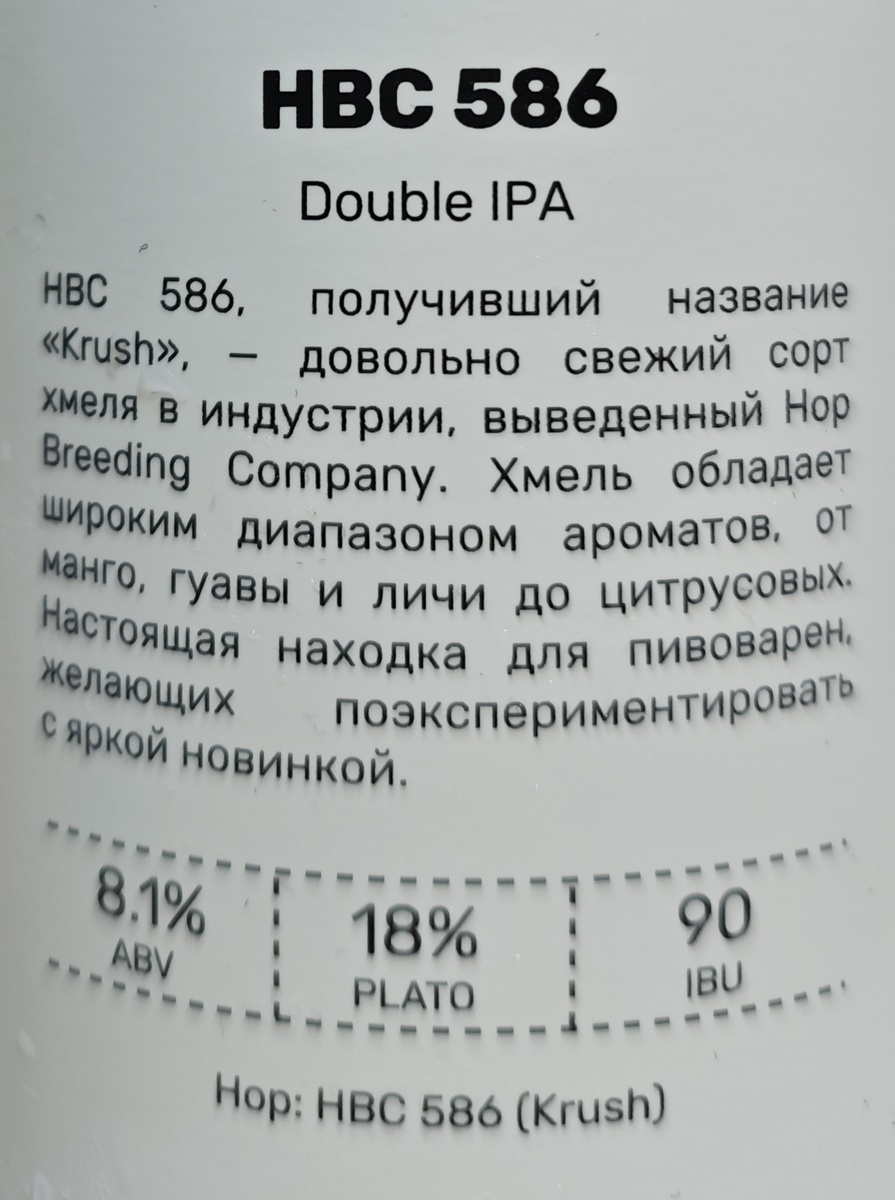 HBC 586
Double IPA
HBC 586, получивший название
«Krush», – довольно свежий сорт
хмеля в индустрии, выведенный Hop
Breeding Company. Хмель обладает
широким диапазоном ароматов, от
манго, гуавы и личи до цитрусовых.
Настоящая находка для пивоварен,
желающих поэкспериментировать
с яркой новинкой.
8.1% 18% 90
ABV PLATO IBU
Hop: HBC 586 (Krush)